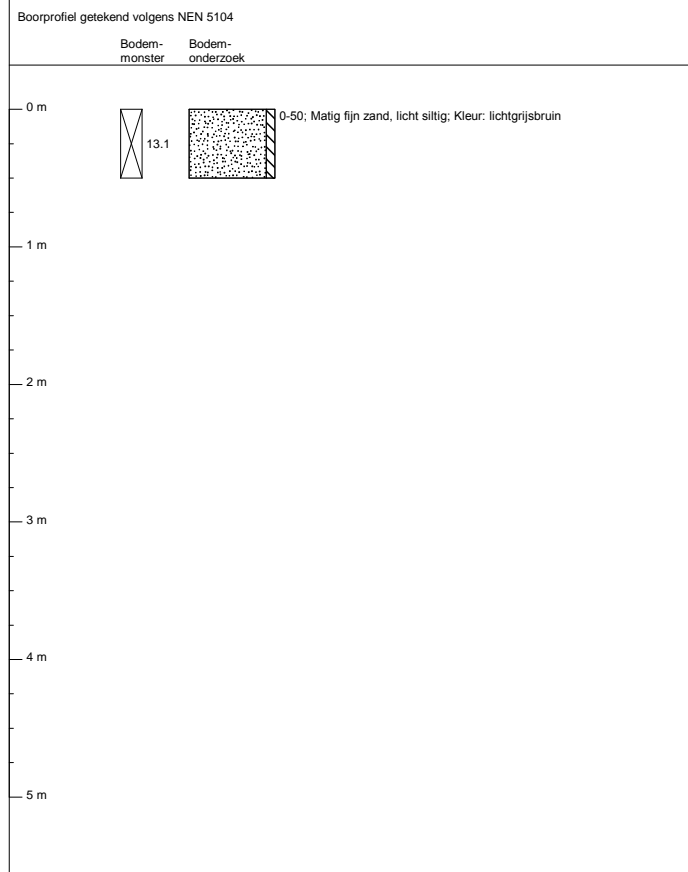 Boorprofiel getekend volgens NEN 5104
Bodem-
monster
Bodem-
onderzoek
0 m
13.1
0-50; Matig fijn zand, licht siltig; Kleur: lichtgrijsbruin
1 m
2 m
3 m
4 m
5 m